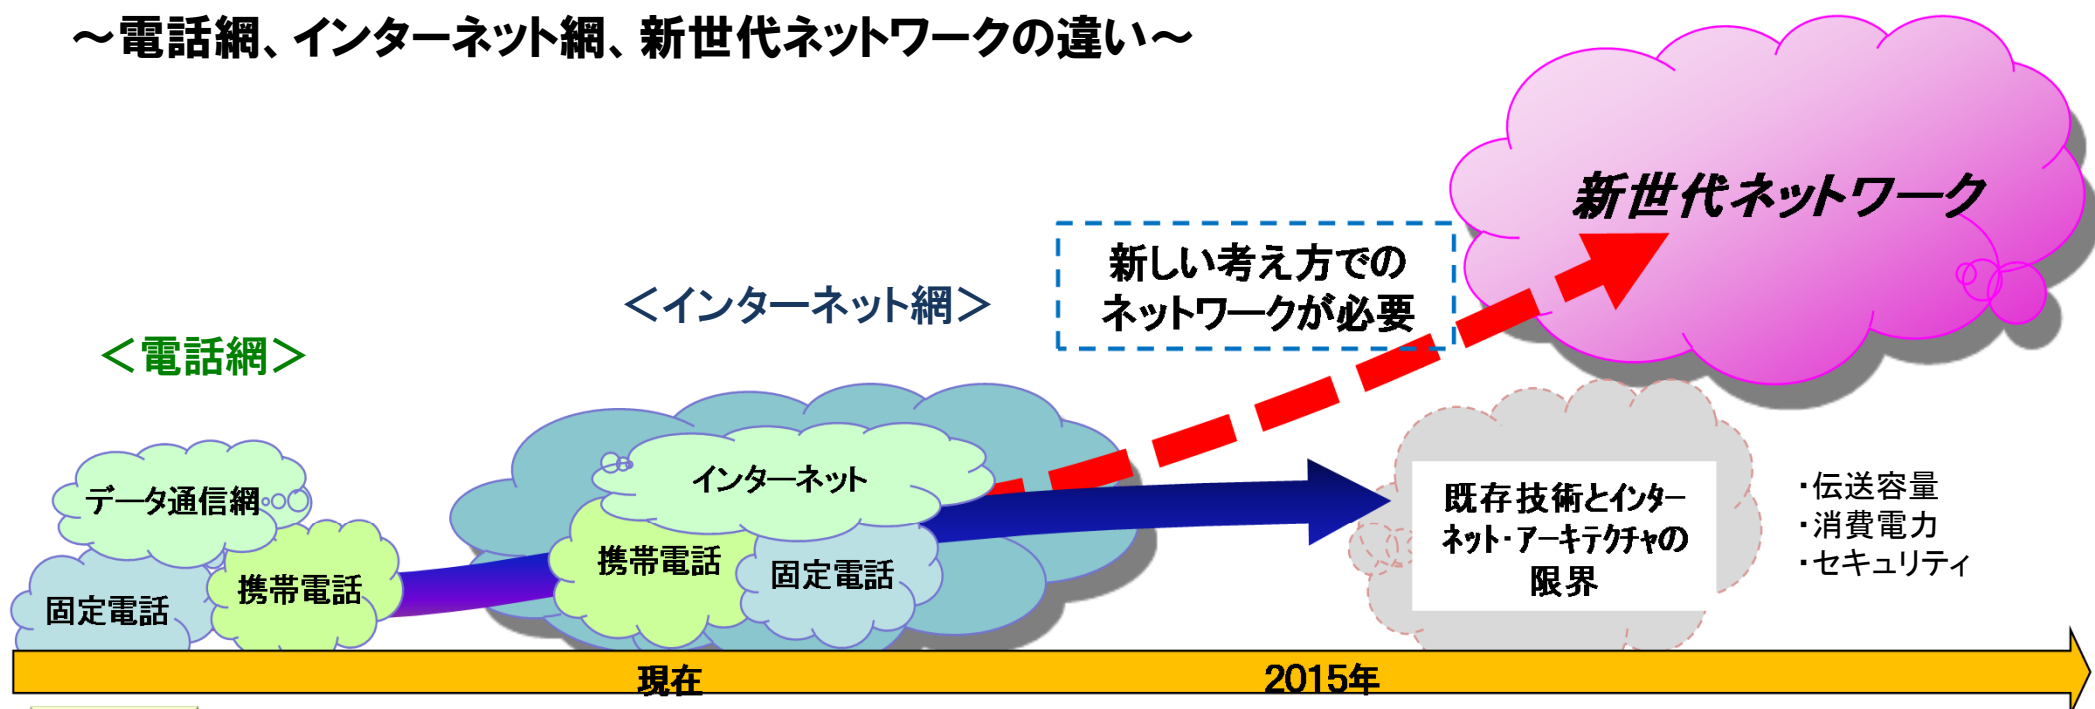 ～電話網、インターネット網、新世代ネットワークの違い～
新世代ネットワーク
新しい考え方での
ネットワークが必要
＜インターネット網＞
＜電話網＞
データ通信網
携帯電話
固定電話
インターネット
携帯電話
固定電話
既存技術とインター
ネット・アーキテクチャの
限界
・伝送容量
・消費電力
・セキュリティ
現在
2015年